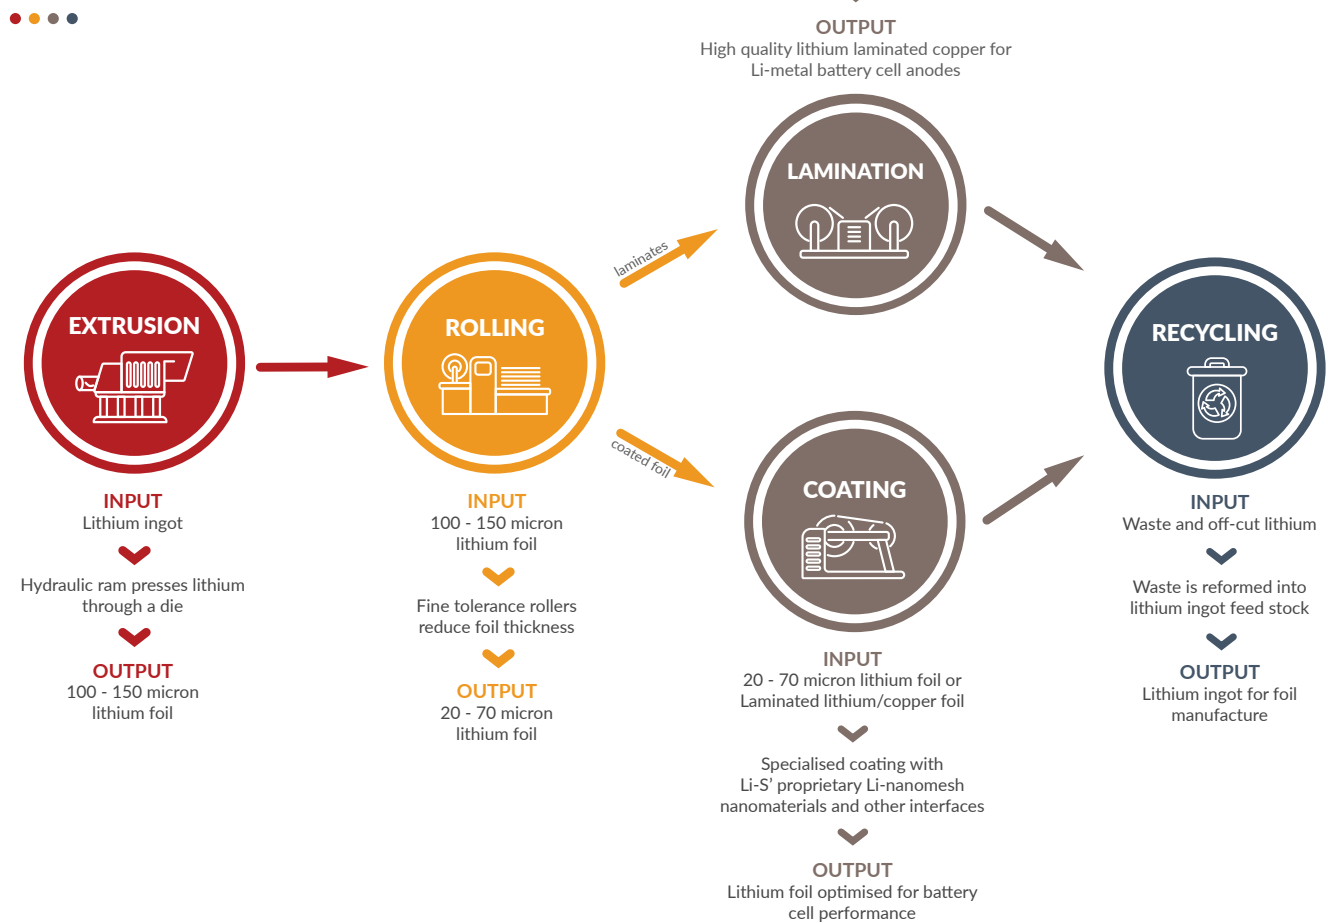 OUTPUT
High quality lithium laminated copper for
Li-metal battery cell anodes
LAMINATION
laminates
EXTRUSION
INPUT
Lithium ingot
Hydraulic ram presses lithium
through a die
OUTPUT
100 - 150 micron
lithium foil
ROLLING
INPUT
100 - 150 micron
lithium foil
Fine tolerance rollers
reduce foil thickness
OUTPUT
20 - 70 micron
lithium foil
coated foil
COATING
INPUT
20 - 70 micron lithium foil or
Laminated lithium/copper foil
Specialised coating with
Li-S’ proprietary Li-nanomesh
nanomaterials and other interfaces
OUTPUT
Lithium foil optimised for battery
cell performance
RECYCLING
INPUT
Waste and off-cut lithium
Waste is reformed into
lithium ingot feed stock
OUTPUT
Lithium ingot for foil
manufacture